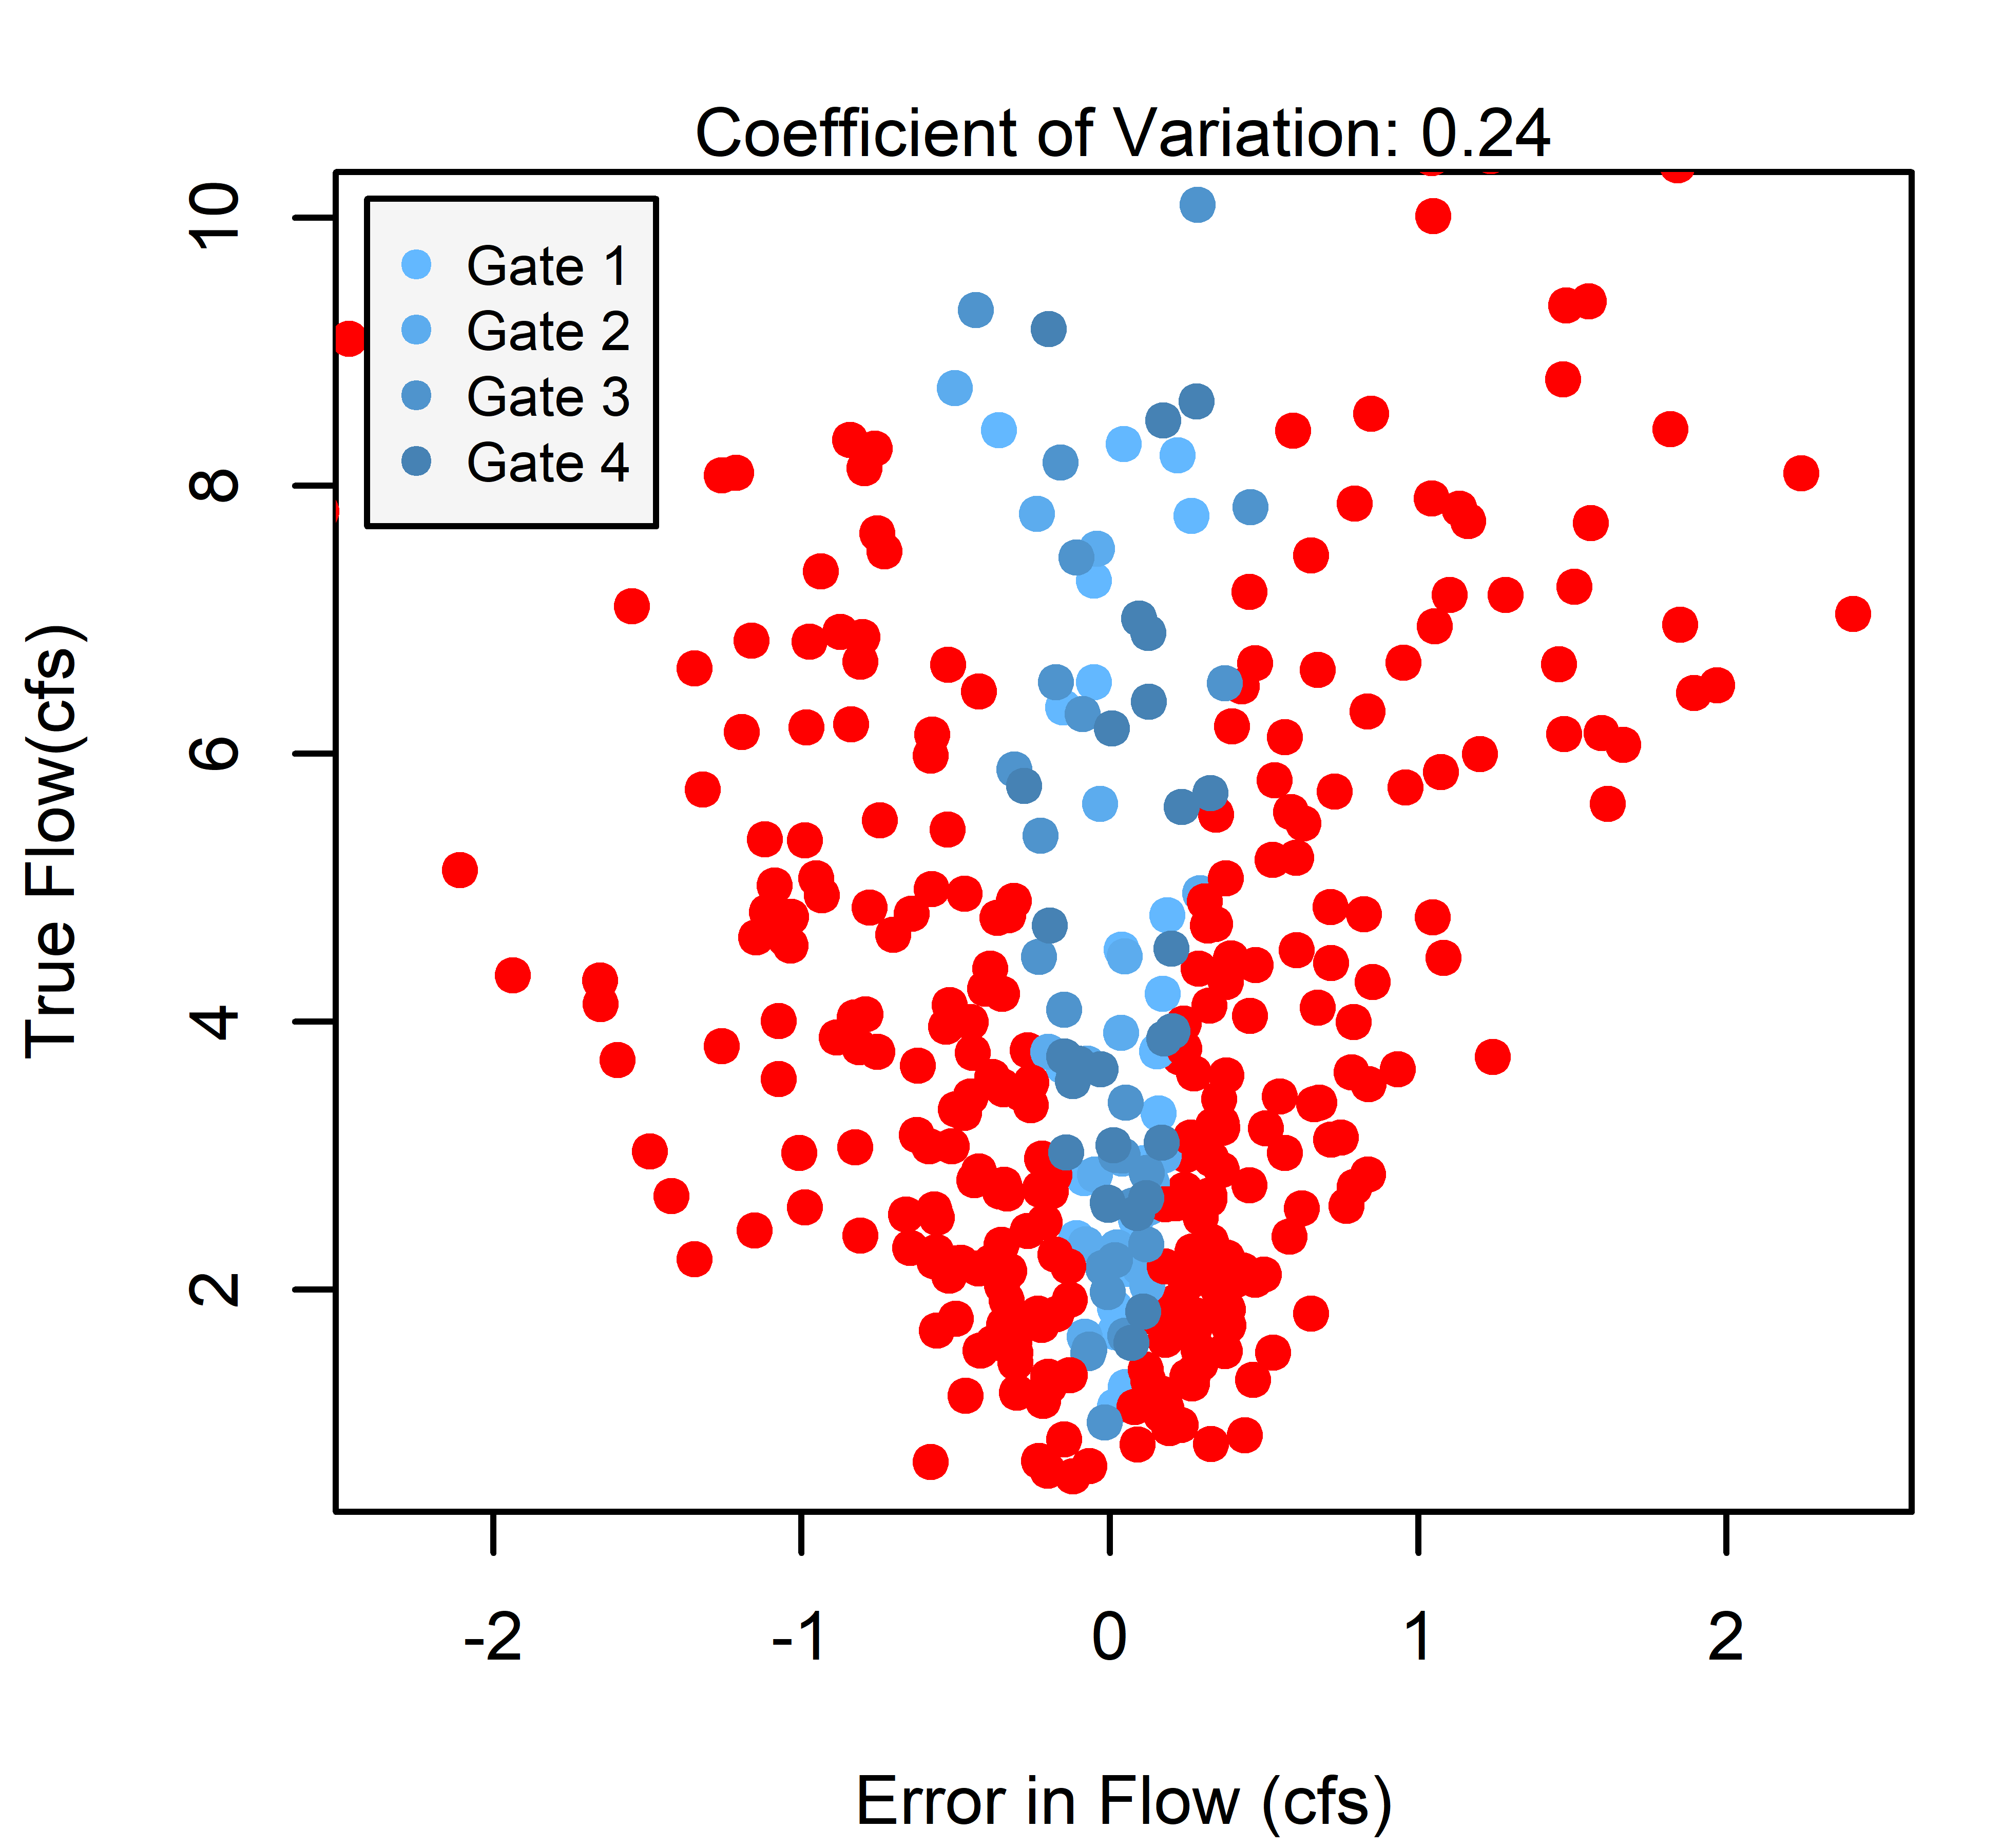 Coefficient of Variation: 0.24
10
8
6
4
2
True Flow(cfs)
Gate 1
Gate 2
Gate 3
Gate 4
-2 -1 0 1 2
Error in Flow (cfs)